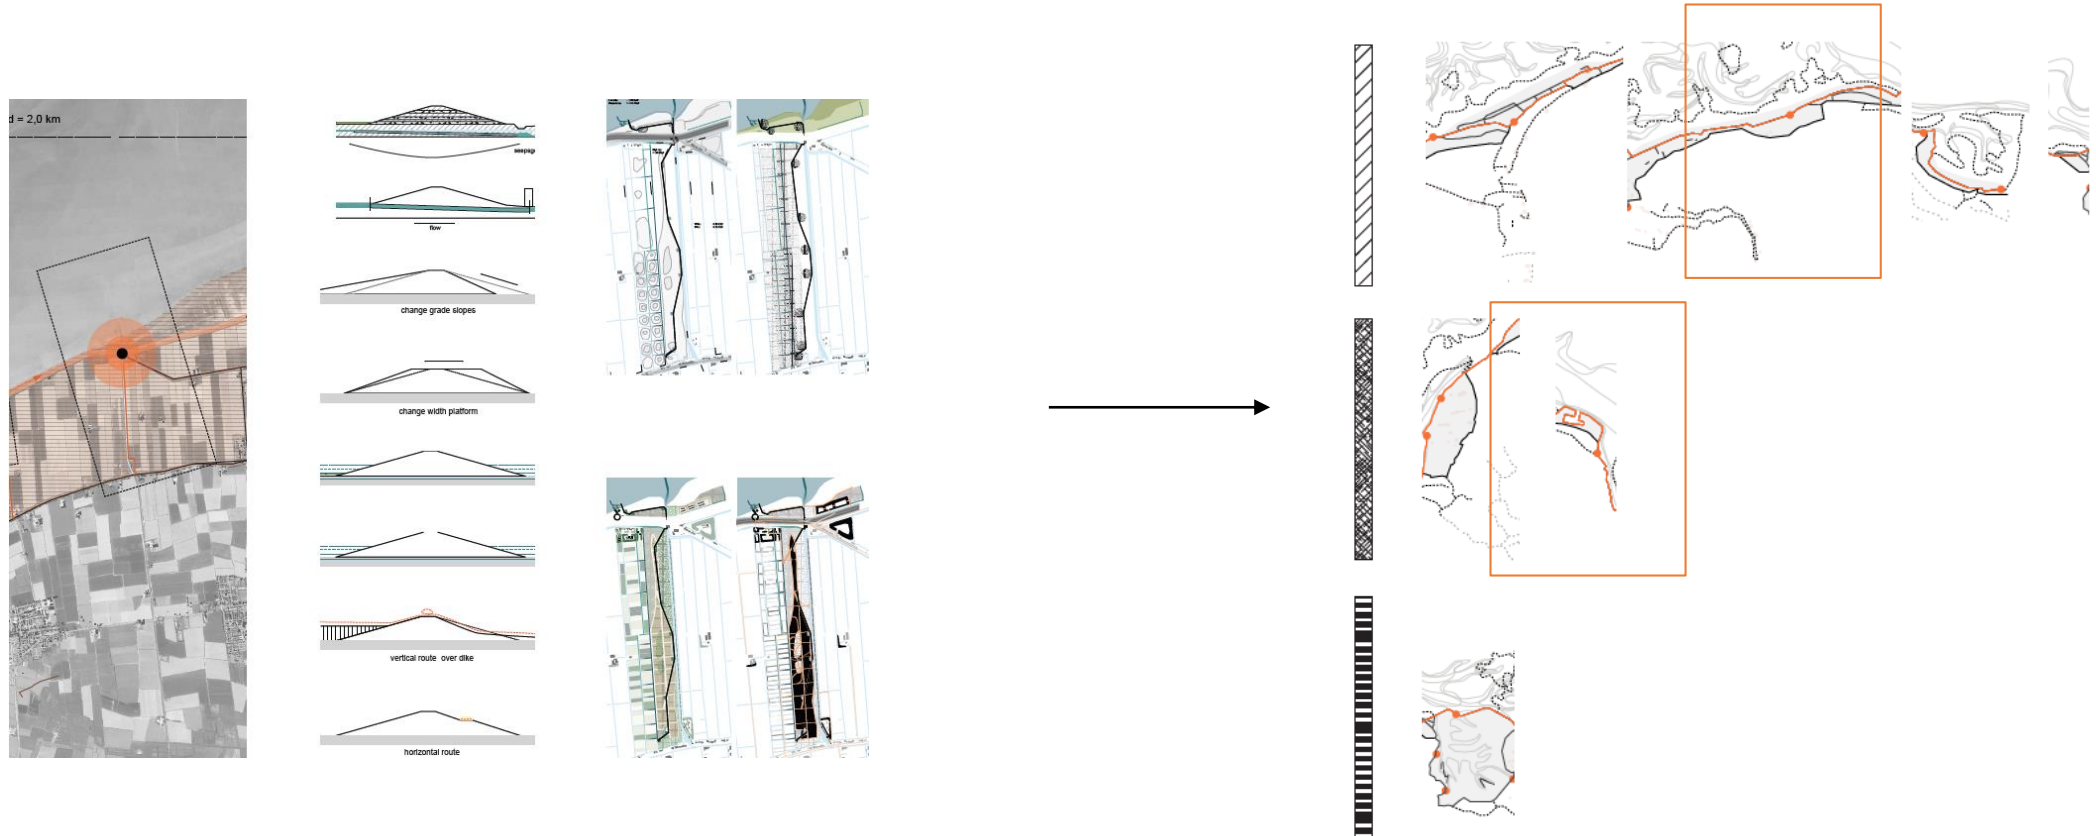 d = 2,0 km
seepage
flow
change grade slopes
change width platform
vertical route over dike
horizontal route